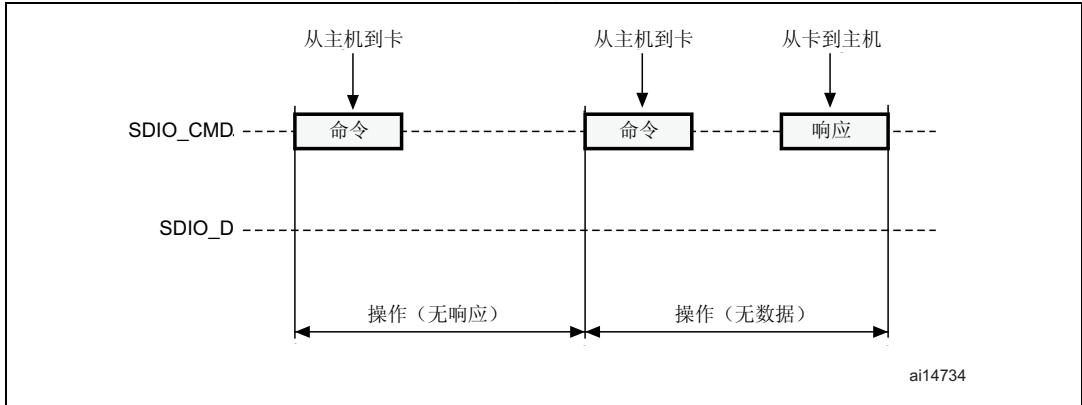 从主机到卡 从主机到卡 从卡到主机
SDIO_CMD 命令 命令 响应
SDIO_D
操作（无响应） 操作（无数据）
ai14734